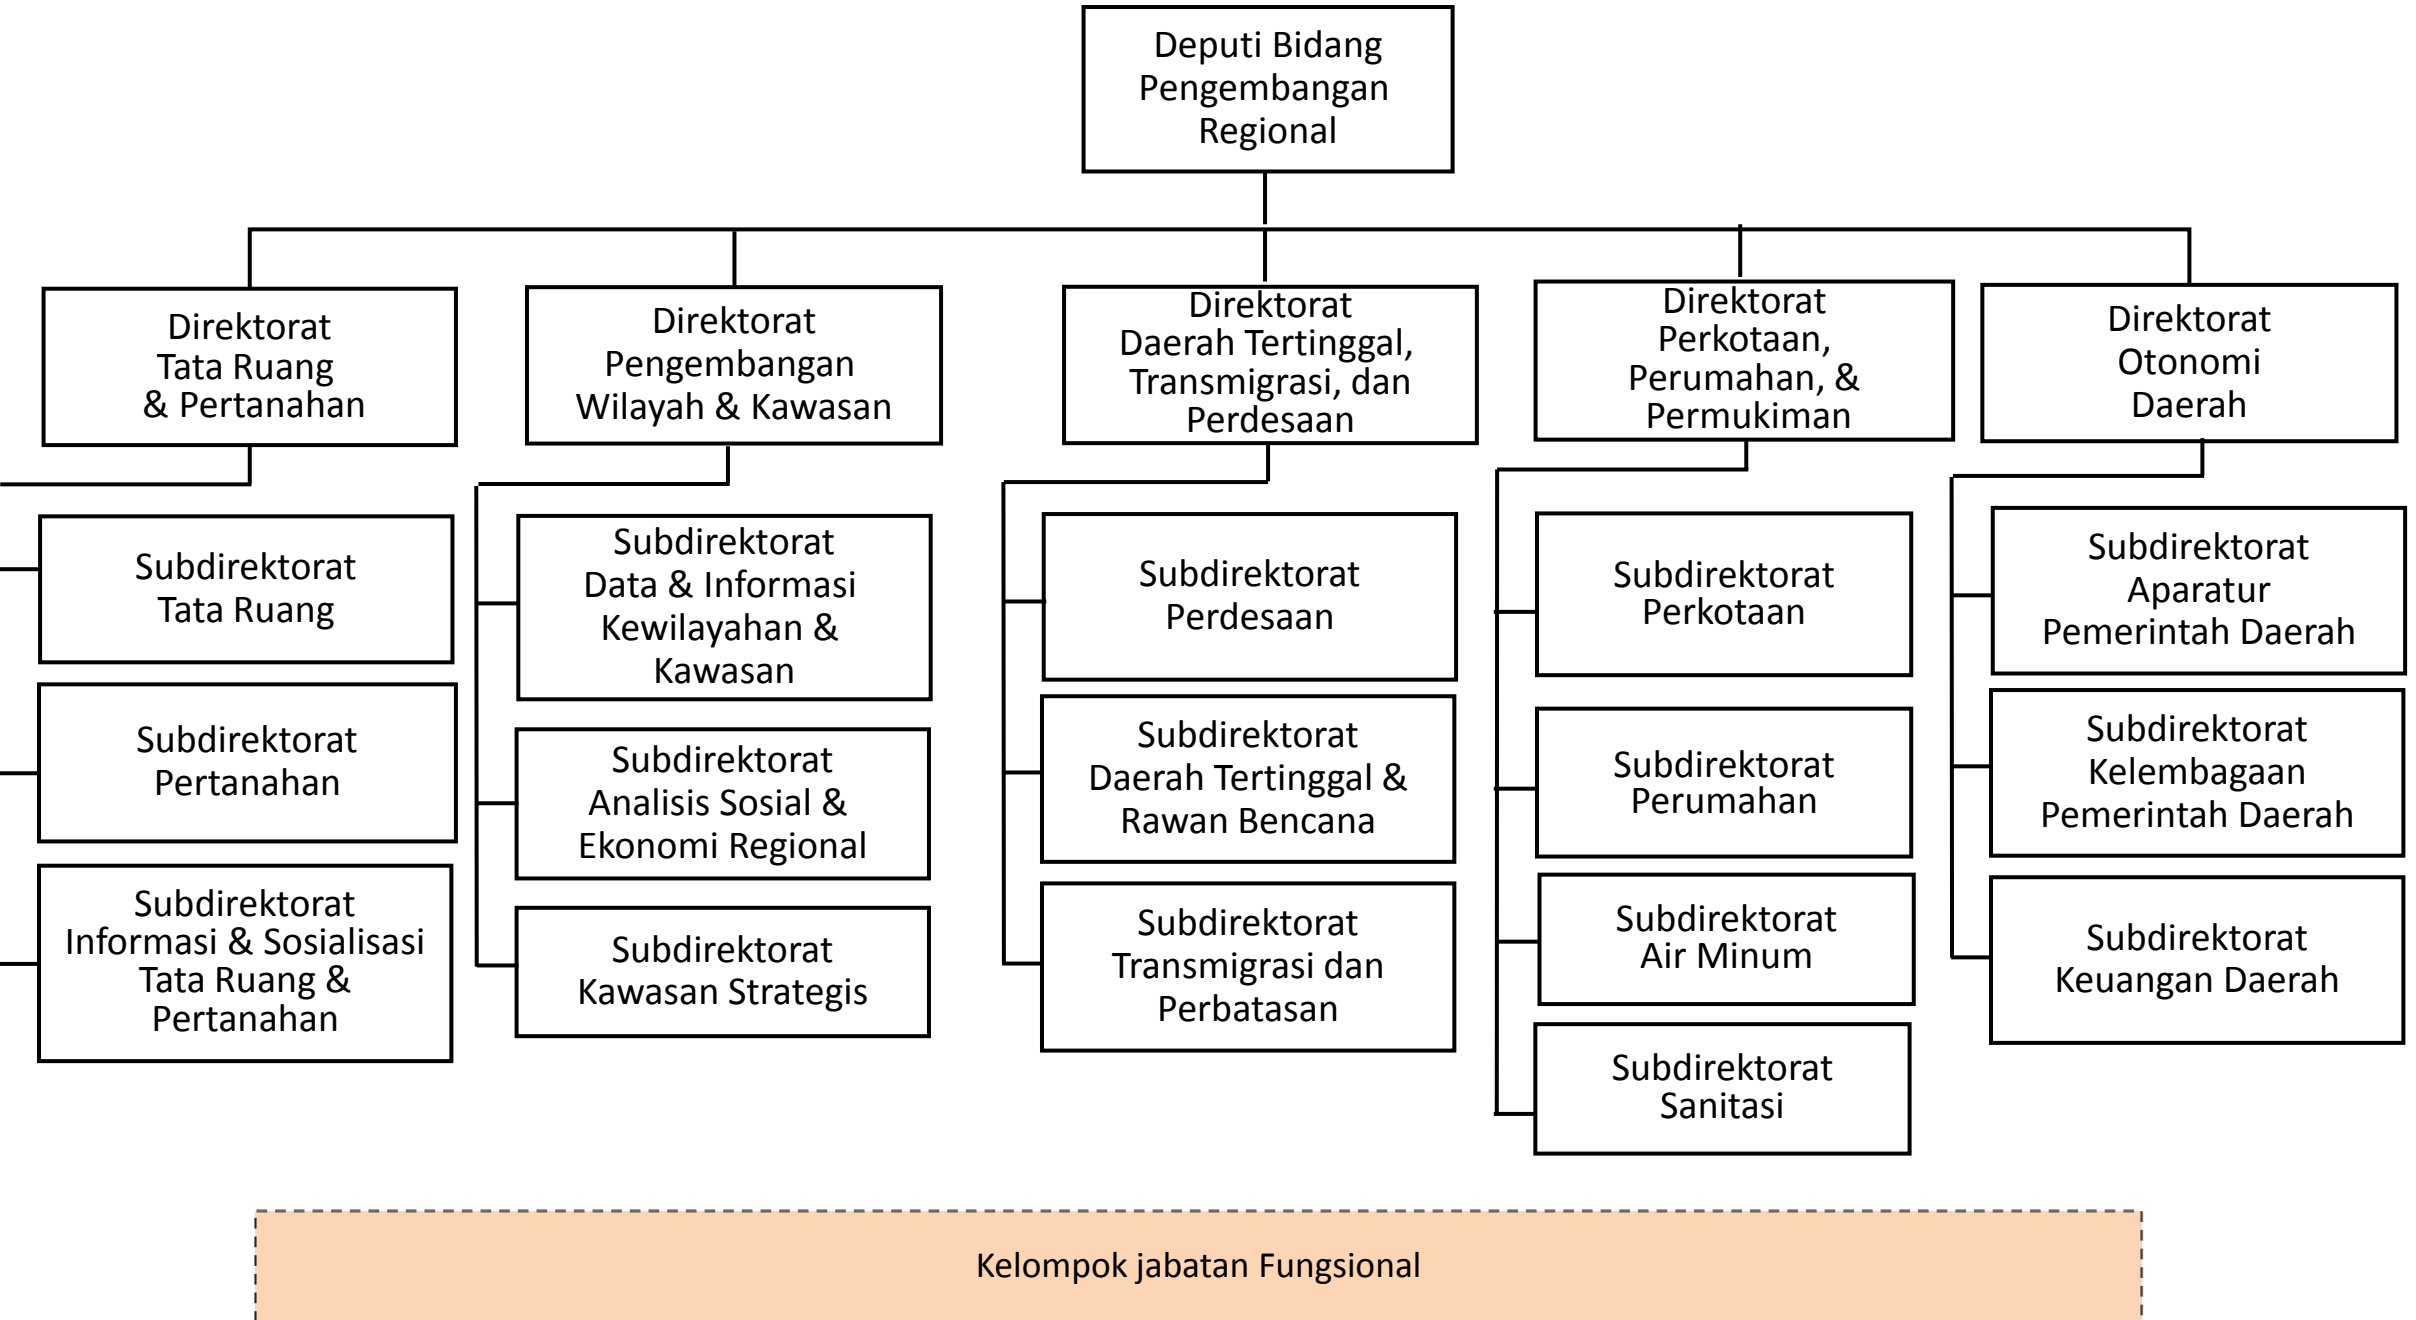 Deputi Bidang
Pengembangan
Regional
Direktorat
Tata Ruang
& Pertanahan
Direktorat
Pengembangan
Wilayah & Kawasan
Direktorat
Daerah Tertinggal,
Transmigrasi, dan
Perdesaan
Direktorat
Perkotaan,
Perumahan, &
Permukiman
Direktorat
Otonomi
Daerah
Subdirektorat
Tata Ruang
Subdirektorat
Pertanahan
Subdirektorat
Informasi & Sosialisasi
Tata Ruang &
Pertanahan
Subdirektorat
Data & Informasi
Kewilayahan &
Kawasan
Subdirektorat
Analisis Sosial &
Ekonomi Regional
Subdirektorat
Kawasan Strategis
Subdirektorat
Perdesaan
Subdirektorat
Daerah Tertinggal &
Rawan Bencana
Subdirektorat
Transmigrasi dan
Perbatasan
Subdirektorat
Perkotaan
Subdirektorat
Perumahan
Subdirektorat
Air Minum
Subdirektorat
Sanitasi
Subdirektorat
Aparatur
Pemerintah Daerah
Subdirektorat
Kelembagaan
Pemerintah Daerah
Subdirektorat
Keuangan Daerah
Kelompok jabatan Fungsional